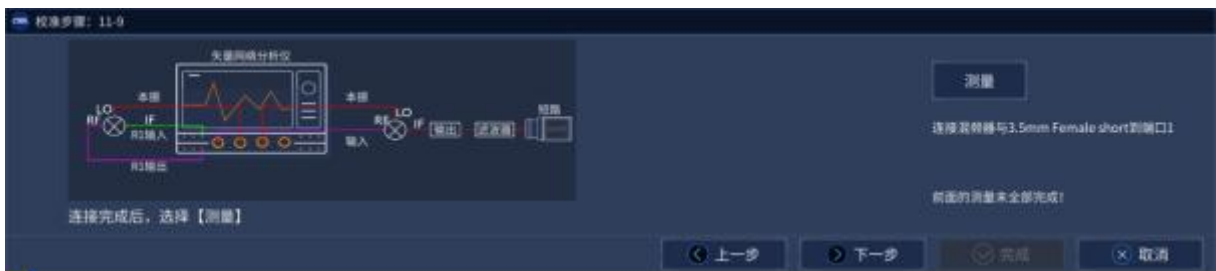 校准步骤：11-9
矢量网络分析仪
本振
本振
短路
LO
LO
RF
IF
RF
IF
输出
滤波器
R1输入
输入
R1输出
测量
连接混频器与3.5mm Female short到端口1
前面的测量未全部完成！
连接完成后，选择【测量】
上一步
下一步
完成
取消